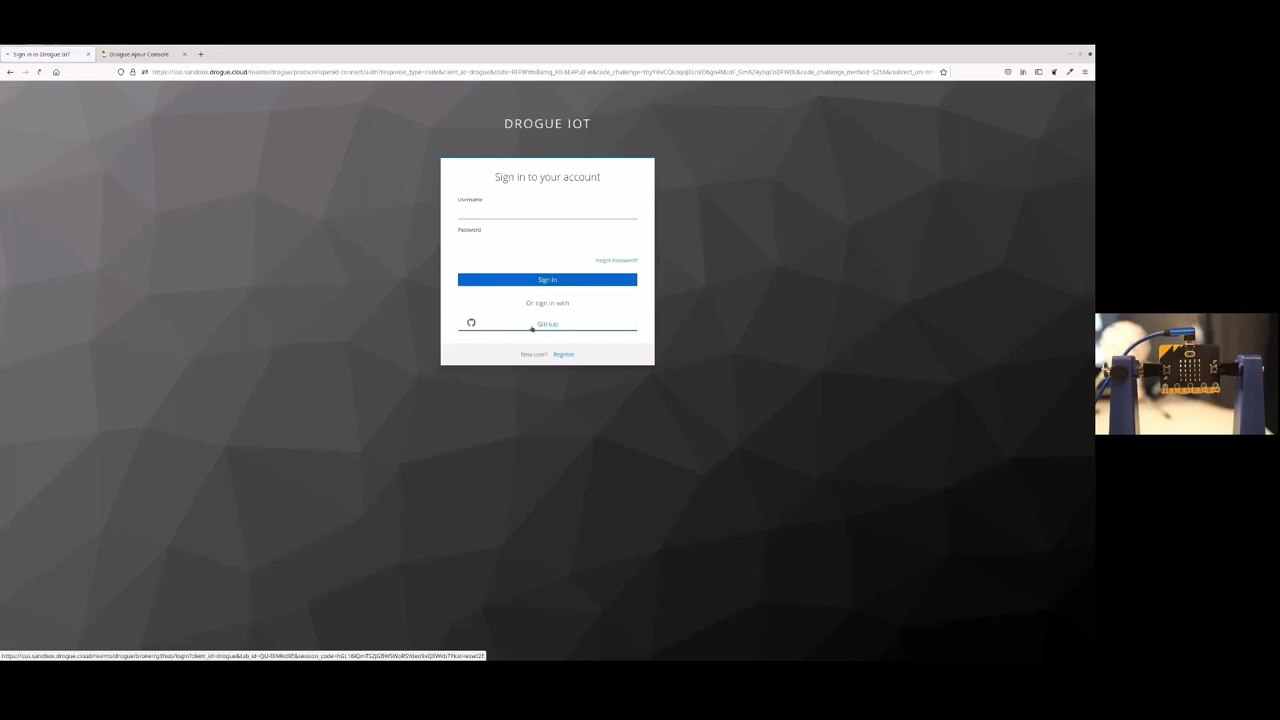 Sign in to Drogue IoT
Drogue Ajour Console
DROGUE IOT
Sign in to your account
Username
Password
Forgot Password?
Sign In
Or sign in with
GitHub
New user? Register